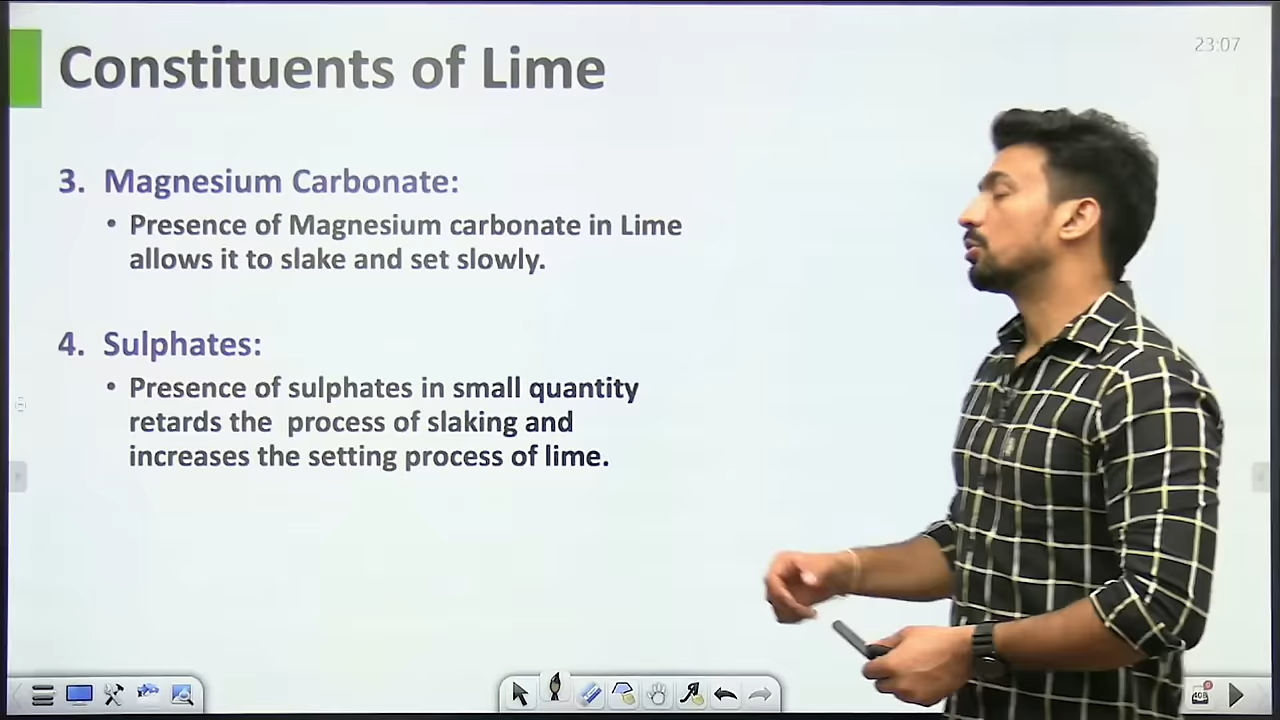 Constituents of Lime
23:07
3. Magnesium Carbonate:
• Presence of Magnesium carbonate in Lime
allows it to slake and set slowly.
4. Sulphates:
• Presence of sulphates in small quantity
retards the process of slaking and
increases the setting process of lime.